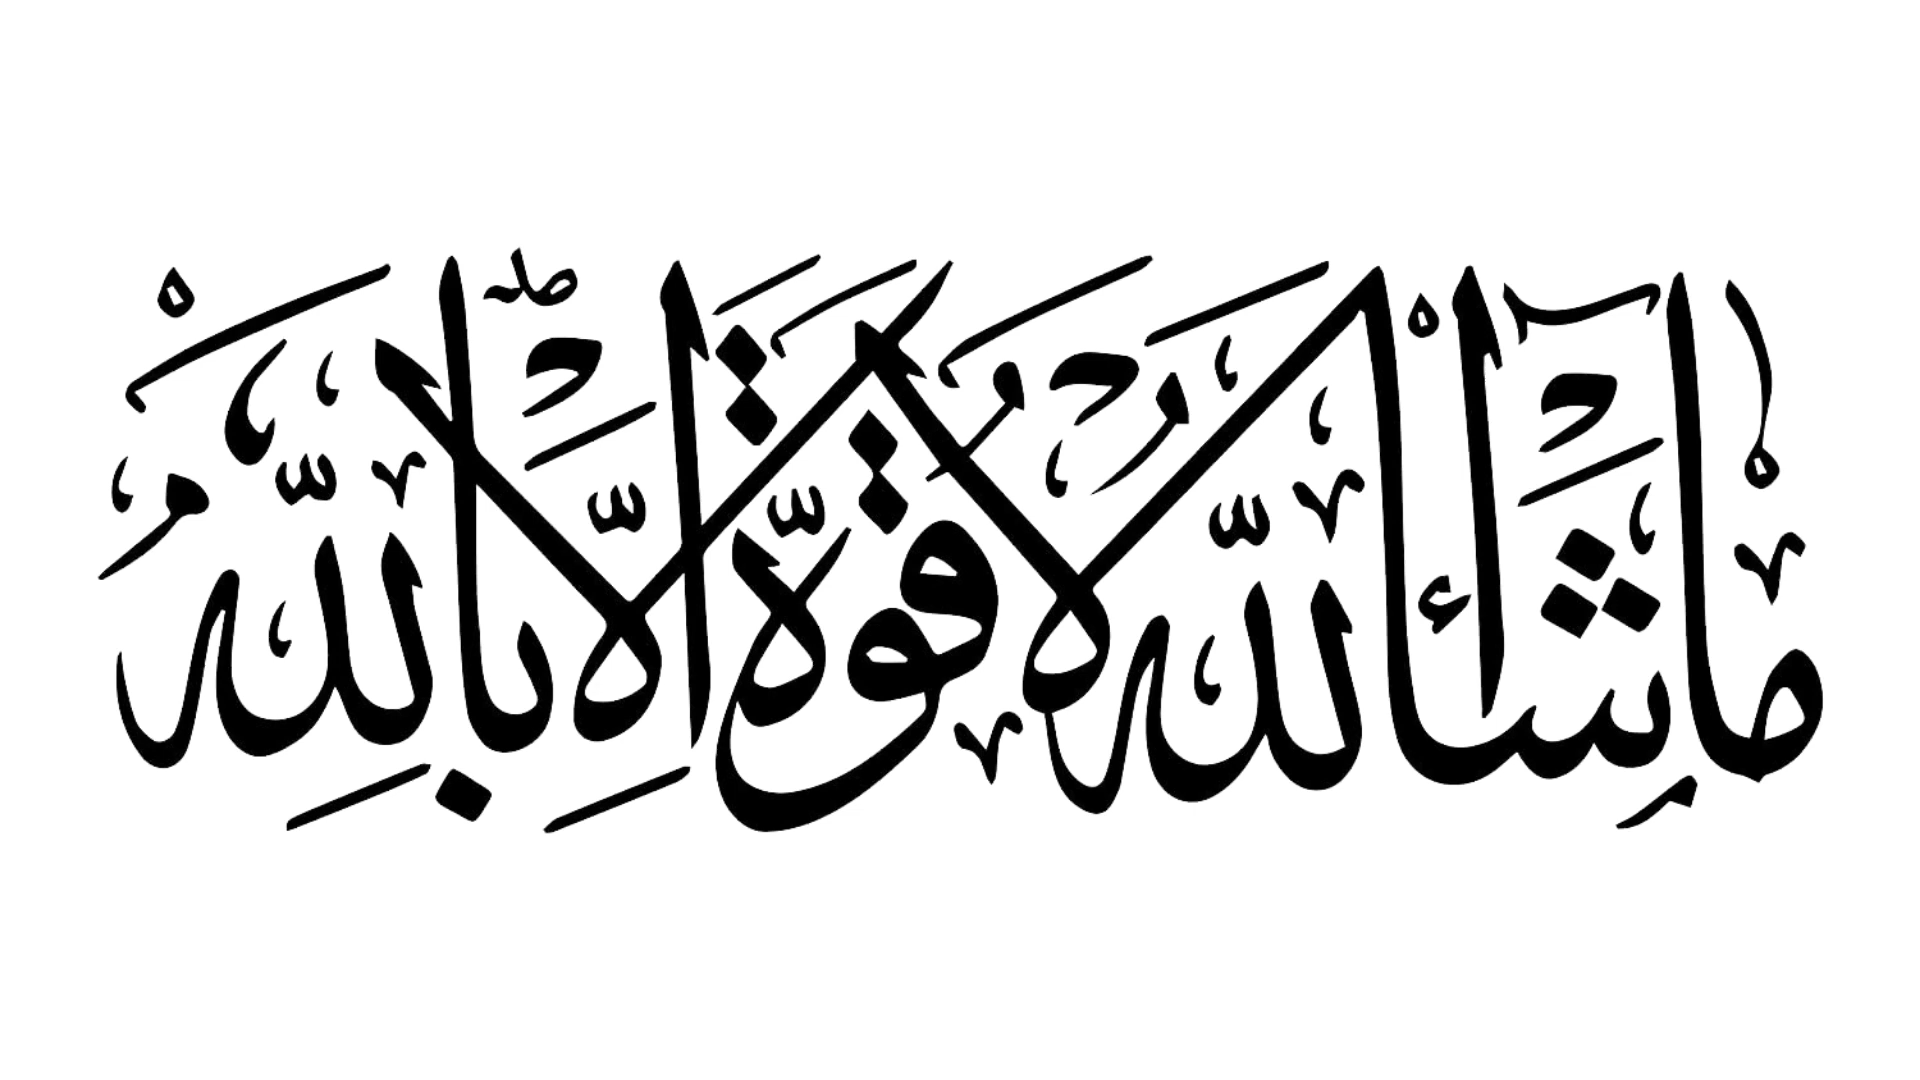 مَا شَاءَ اللّٰهُ لَا قُوَّةَ إِلَّا بِاللّٰهِ